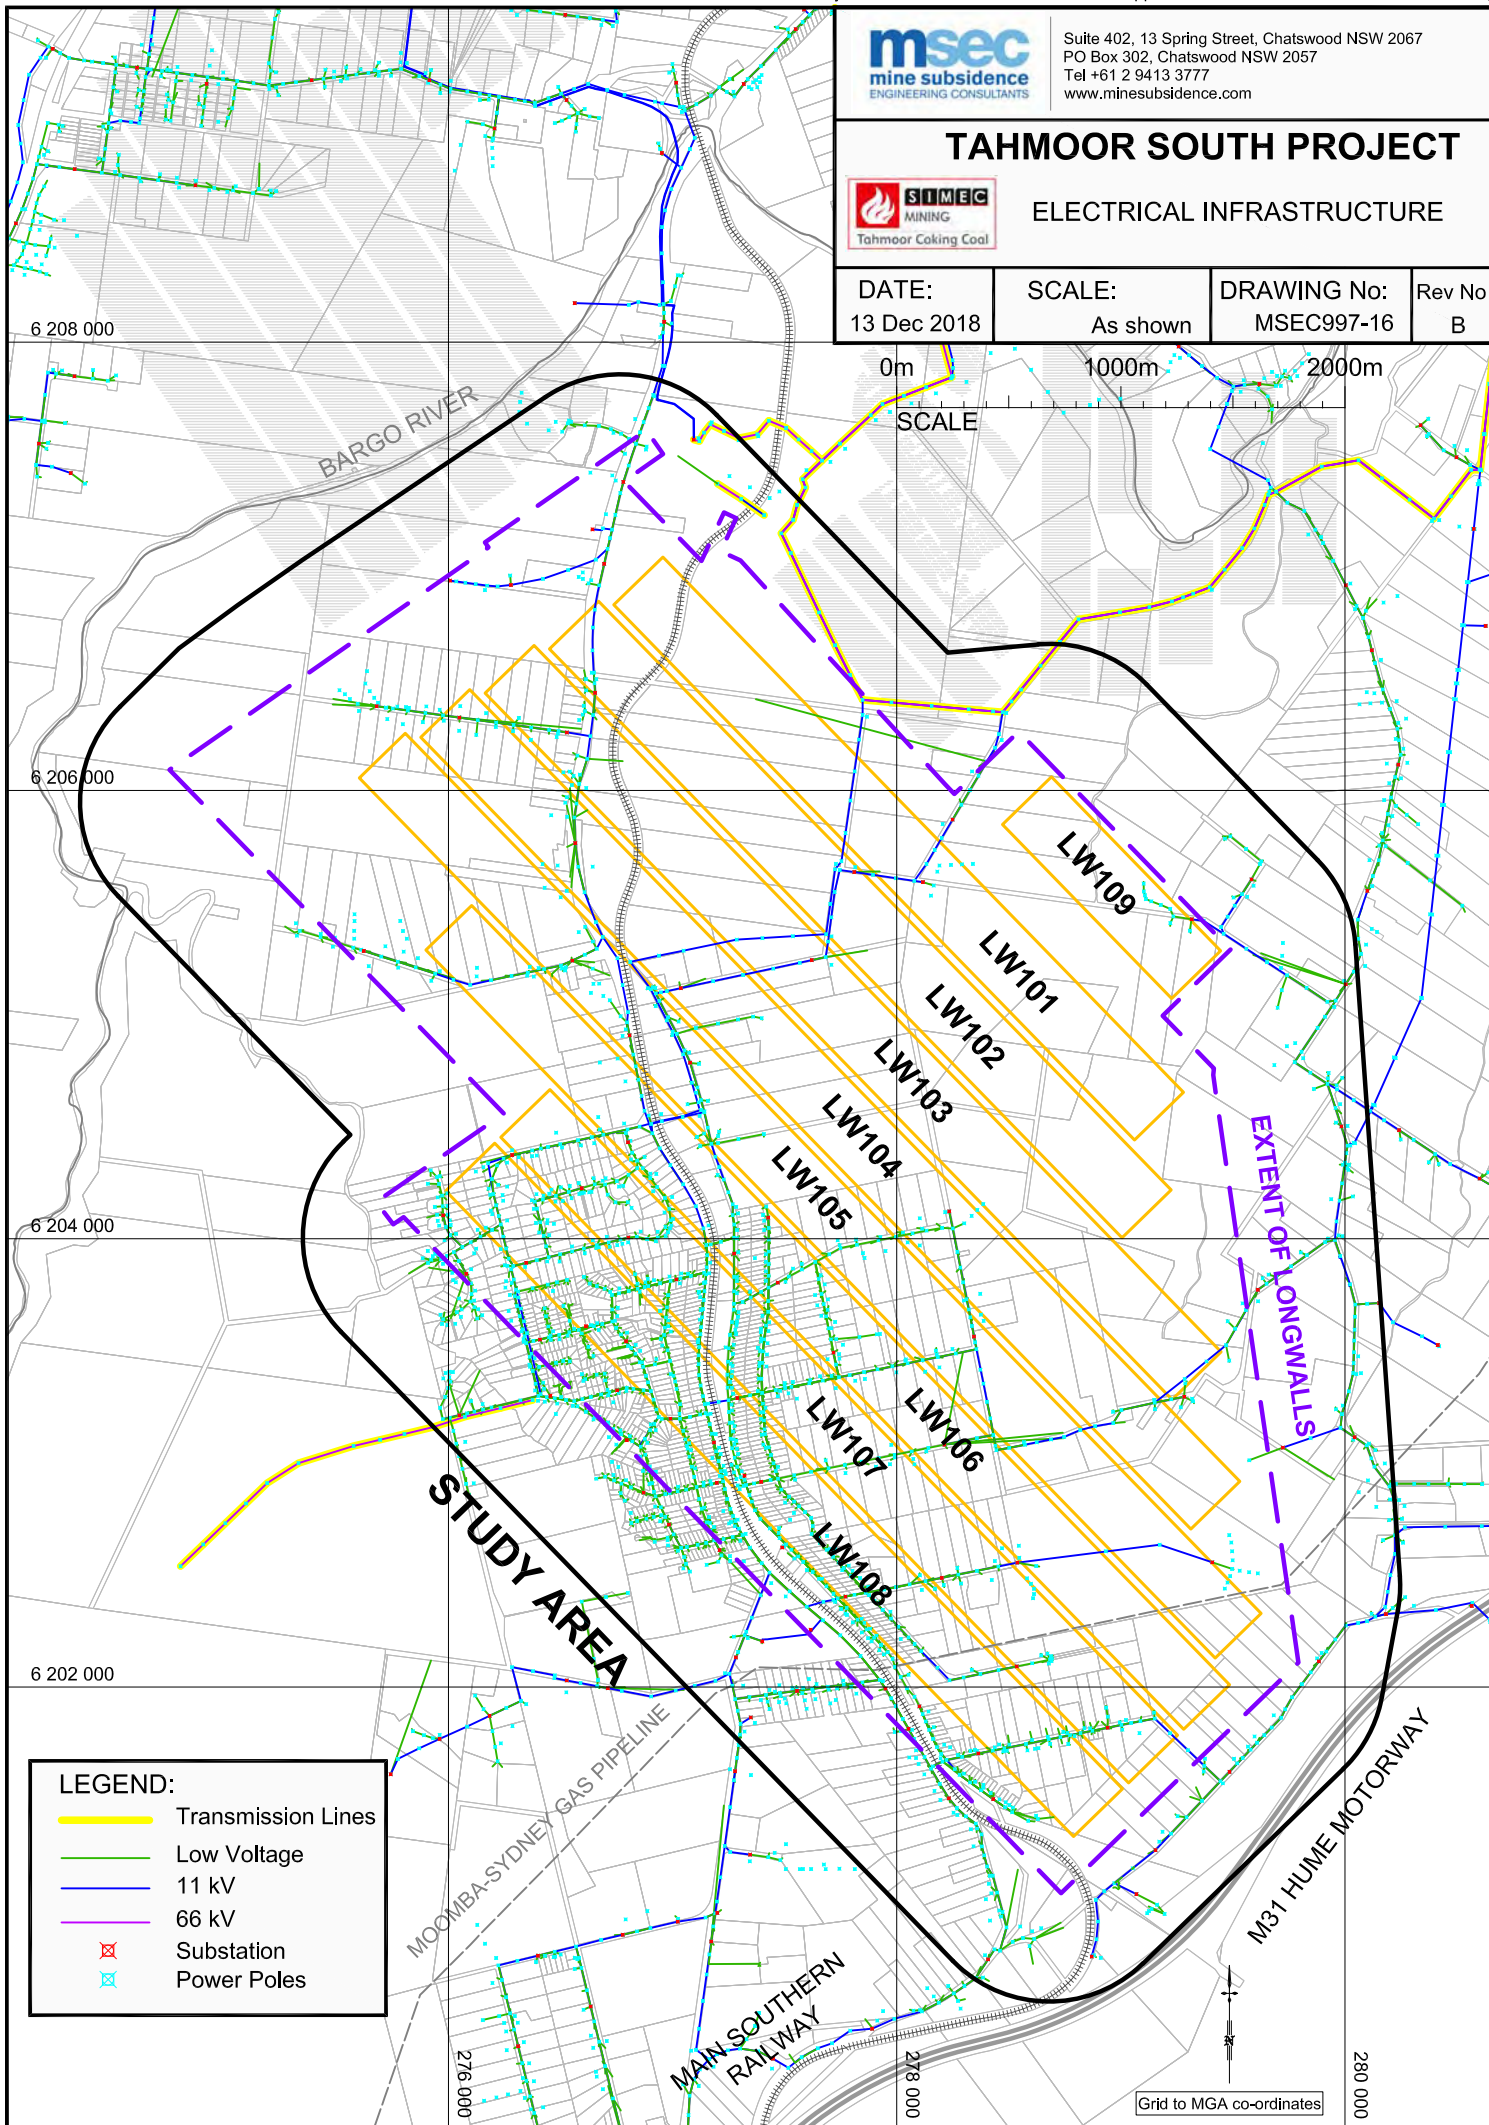 msec
mine subsidence
ENGINEERING CONSULTANTS
Suite 402, 13 Spring Street, Chatswood NSW 2067
PO Box 302, Chatswood NSW 2057
Tel +61 2 9413 3777
www.minesubsidence.com
TAHMOOR SOUTH PROJECT
SIMEC
MINING
Tahmoor Coking Coal
ELECTRICAL INFRASTRUCTURE
DATE:
13 Dec 2018
SCALE:
As shown
DRAWING No:
MSEC997-16
Rev No
B
6 208 000
0m
1000m
2000m
SCALE
BARGO RIVER
6 206 000
LW109
LW101
LW102
LW103
LW104
LW105
EXTENT OF LONGWALLS
6 204 000
LW106
LW107
LW108
STUDY AREA
6 202 000
MOOMBA-SYDNEY GAS PIPELINE
M31 HUME MOTORWAY
LEGEND:
Transmission Lines
Low Voltage
11 kV
66 kV
Substation
Power Poles
MAIN SOUTHERN
RAILWAY
276 000
278 000
280 000
N
Grid to MGA co-ordinates